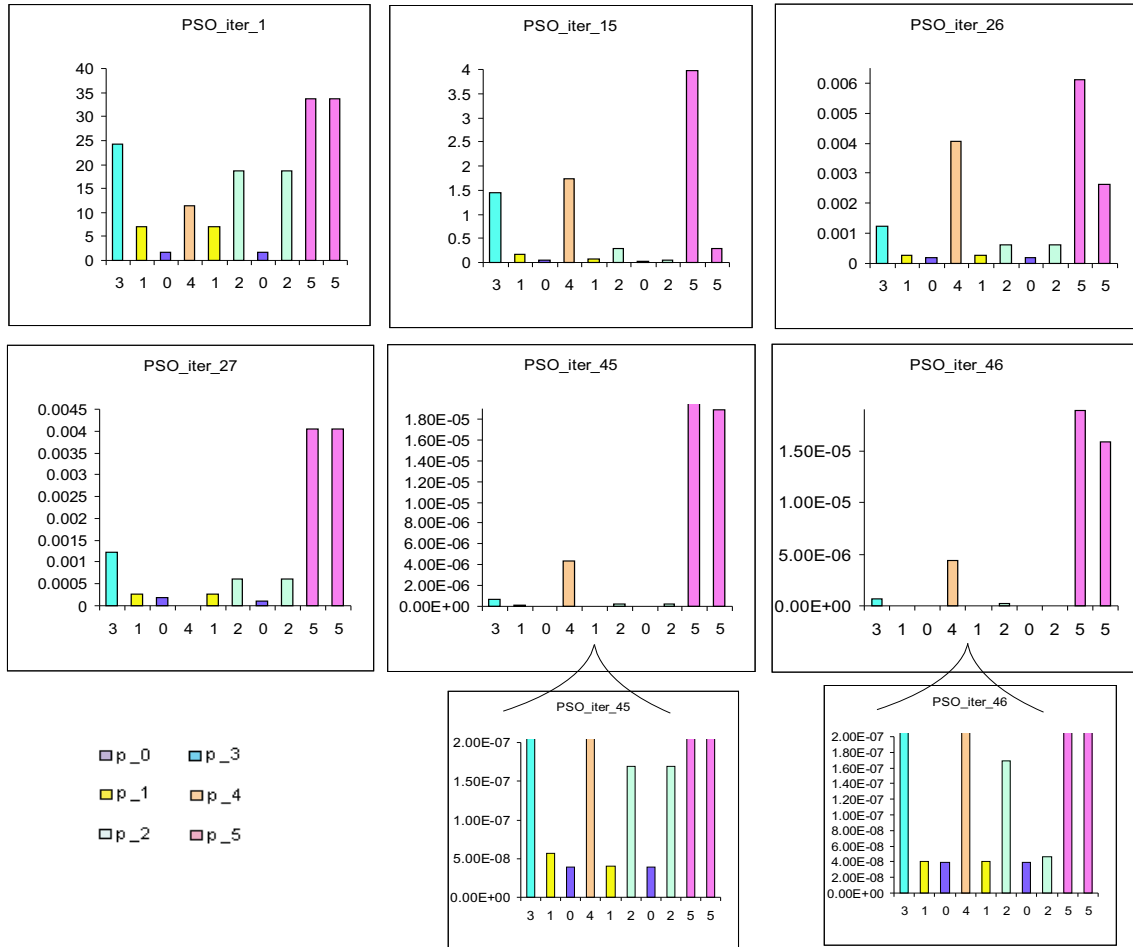 PSO_iter_1
40
35
30
25
20
15
10
5
0
3 1 0 4 1 2 0 2 5 5
PSO_iter_15
4
3.5
3
2.5
2
1.5
1
0.5
0
3 1 0 4 1 2 0 2 5 5
PSO_iter_26
0.006
0.005
0.004
0.003
0.002
0.001
0
3 1 0 4 1 2 0 2 5 5
PSO_iter_27
0.0045
0.004
0.0035
0.003
0.0025
0.002
0.0015
0.001
0.0005
0
3 1 0 4 1 2 0 2 5 5
PSO_iter_45
1.80E-05
1.60E-05
1.40E-05
1.20E-05
1.00E-05
8.00E-06
6.00E-06
4.00E-06
2.00E-06
0.00E+00
3 1 0 4 1 2 0 2 5 5
PSO_iter_46
1.50E-05
1.00E-05
5.00E-06
0.00E+00
3 1 0 4 1 2 0 2 5 5
p_0 p_3
p_1 p_4
p_2 p_5
PSO_iter_45
2.00E-07
1.50E-07
1.00E-07
5.00E-08
0.00E+00
3 1 0 4 1 2 0 2 5 5
PSO_iter_46
2.00E-07
1.80E-07
1.60E-07
1.40E-07
1.20E-07
1.00E-07
8.00E-08
6.00E-08
4.00E-08
2.00E-08
0.00E+00
3 1 0 4 1 2 0 2 5 5